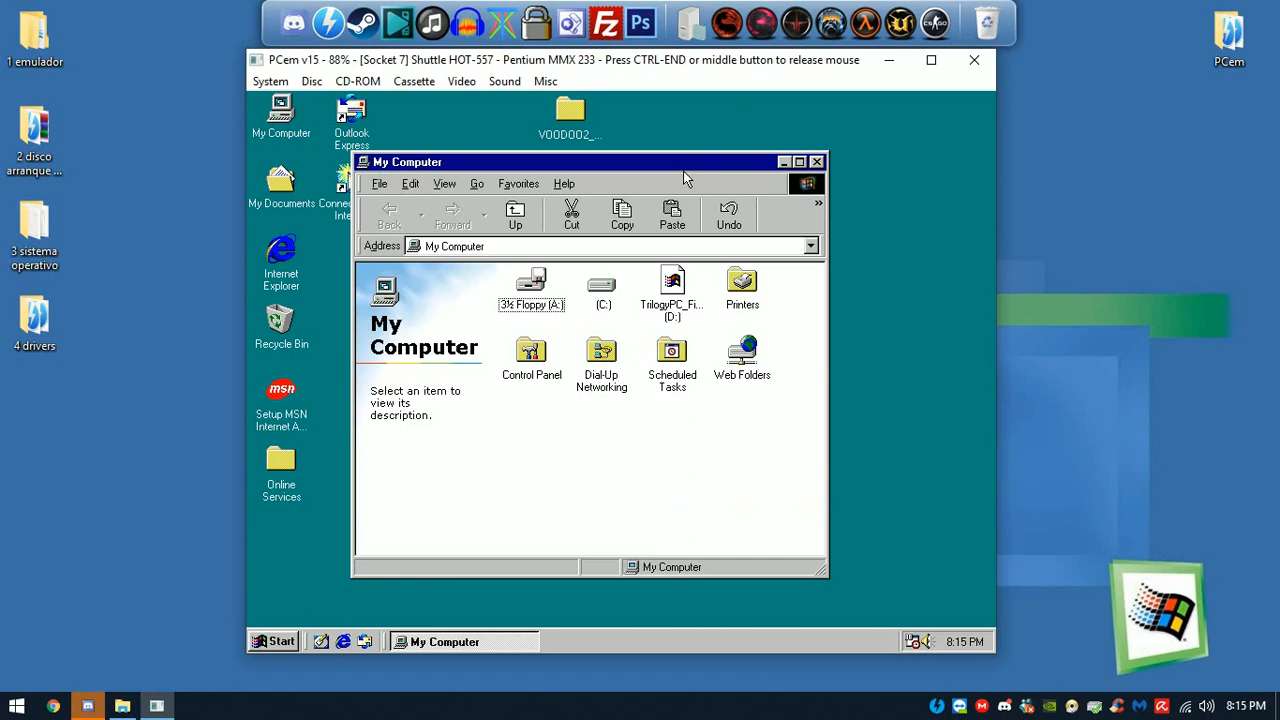 1 emulador
2 disco
arranque ...
3 sistema
operativo
4 drivers
Ps
CS:GO
PCem
PCem v15 - 88% - [Socket 7] Shuttle HOT-557 - Pentium MMX 233 - Press CTRL-END or middle button to release mouse
System Disc CD-ROM Cassette Video Sound Misc
My Computer
Outlook
Express
VOODOO2_...
My Documents
Internet
Explorer
Recycle Bin
msn
Setup MSN
Internet A...
Online
Services
My Computer
File Edit View Go Favorites Help
Back Forward Up Cut Copy Paste Undo
Address My Computer
My
Computer
Select an item to
view its
description.
3½ Floppy (A:)
(C:)
TrilogyPC_Fi...
(D:)
Printers
Control Panel
Dial-Up
Networking
Scheduled
Tasks
Web Folders
My Computer
Start My Computer 8:15 PM
8:15 PM